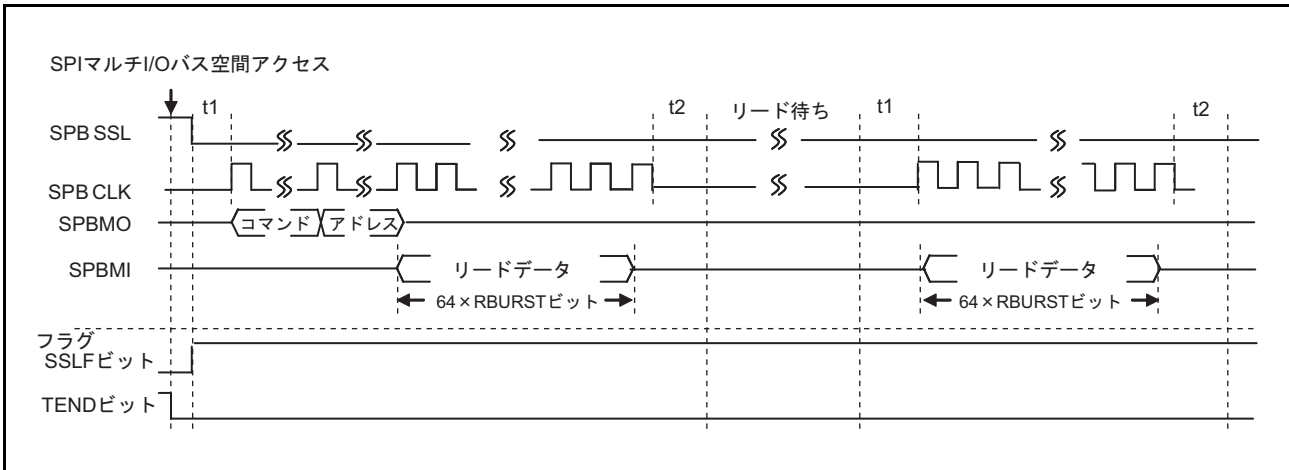 SPIマルチI/Oバス空間アクセス
t1 t2 リード待ち t1 t2
SPB SSL
SPB CLK
SPBMO コマンド アドレス
SPBMI リードデータ リードデータ
64×RBURSTビット 64×RBURSTビット
フラグ
SSLFビット
TENDビット